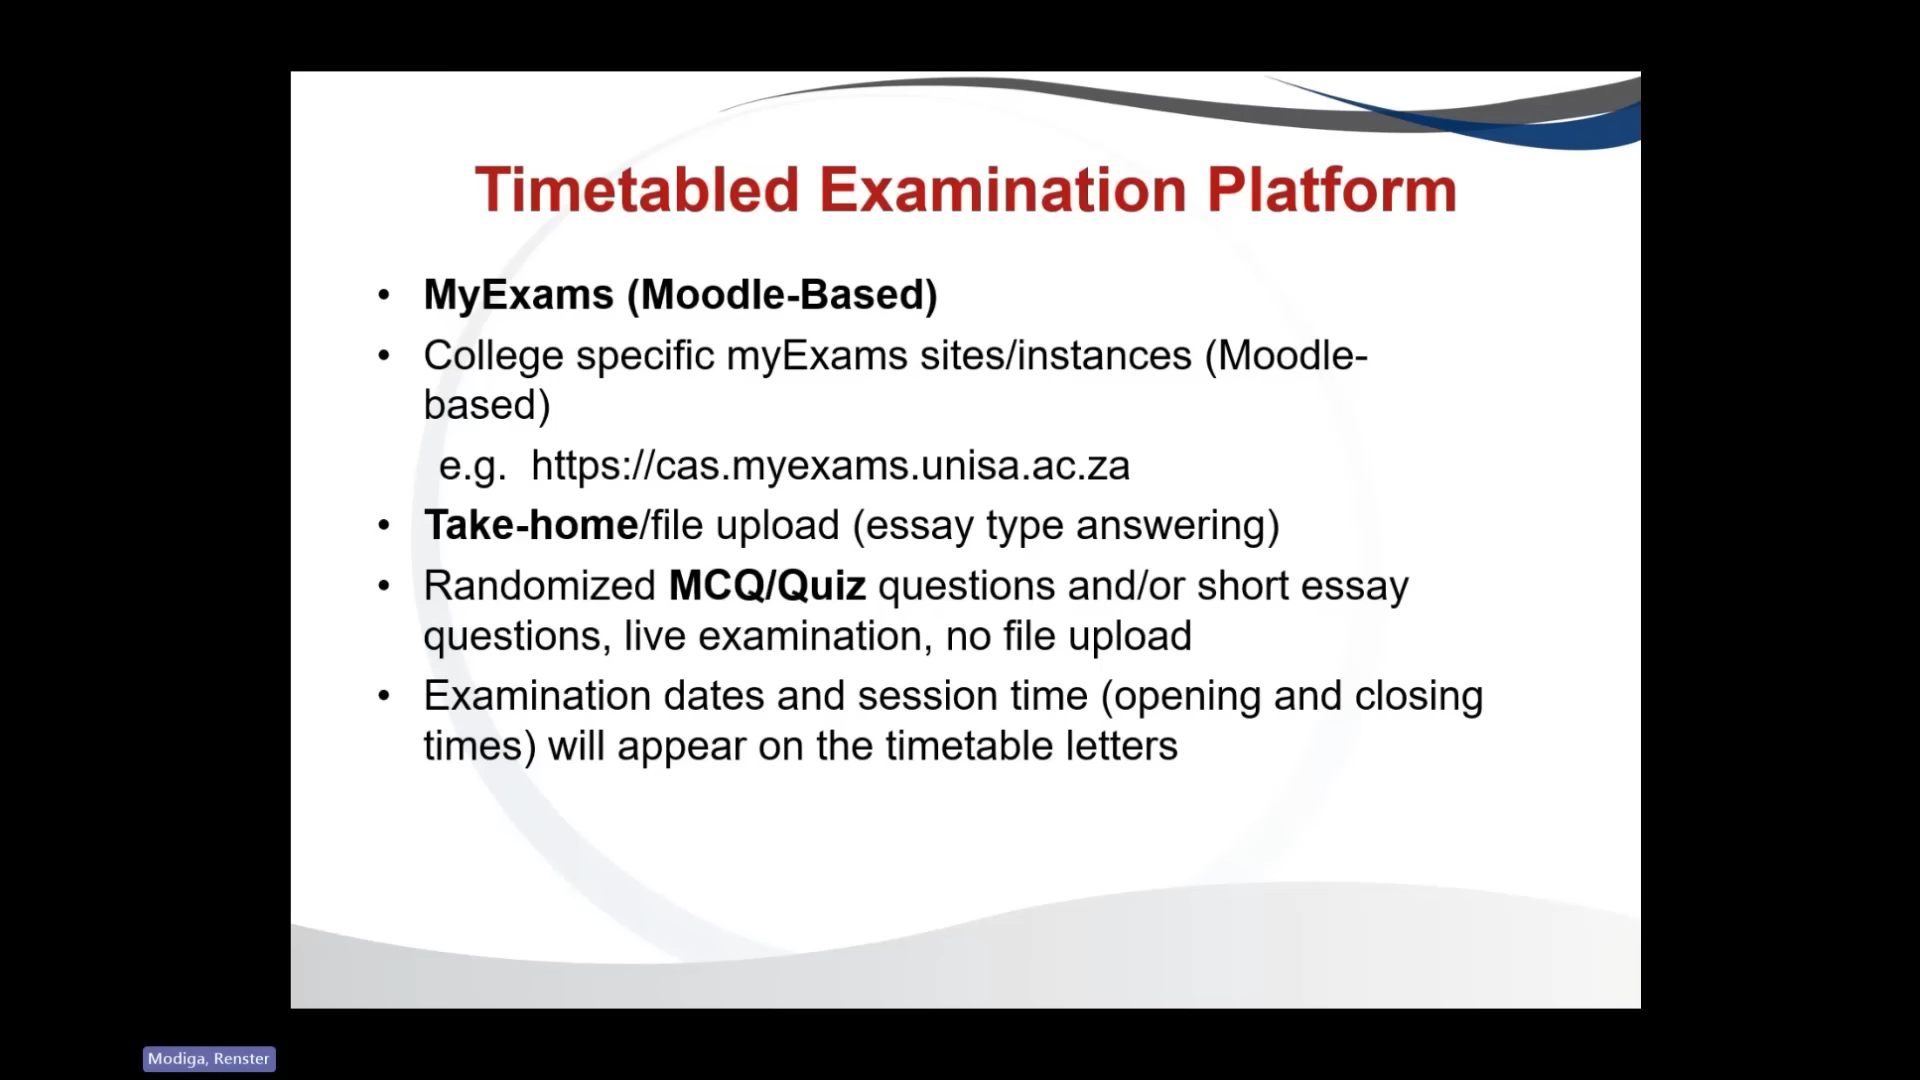 Timetabled Examination Platform
• MyExams (Moodle-Based)
• College specific myExams sites/instances (Moodle-
based)
e.g. https://cas.myexams.unisa.ac.za
• Take-home/file upload (essay type answering)
• Randomized MCQ/Quiz questions and/or short essay
questions, live examination, no file upload
• Examination dates and session time (opening and closing
times) will appear on the timetable letters
Modiga, Renster